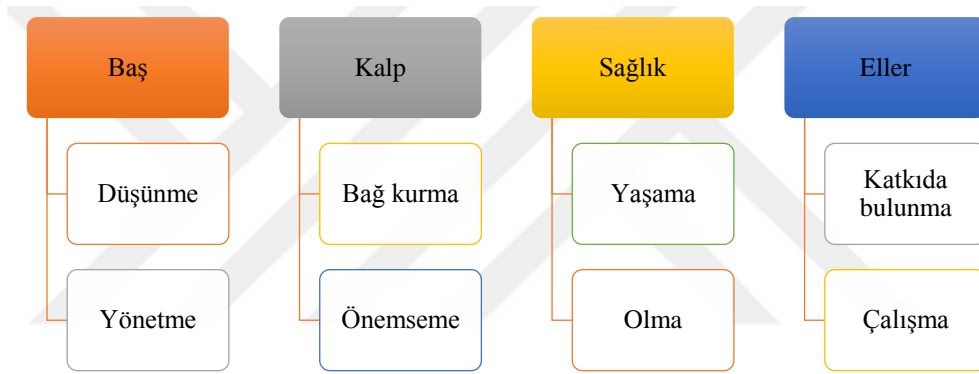 Baş
Düşünme
Yönetme
Kalp
Bağ kurma
Önemseme
Sağlık
Yaşama
Olma
Eller
Katkıda
bulunma
Çalışma